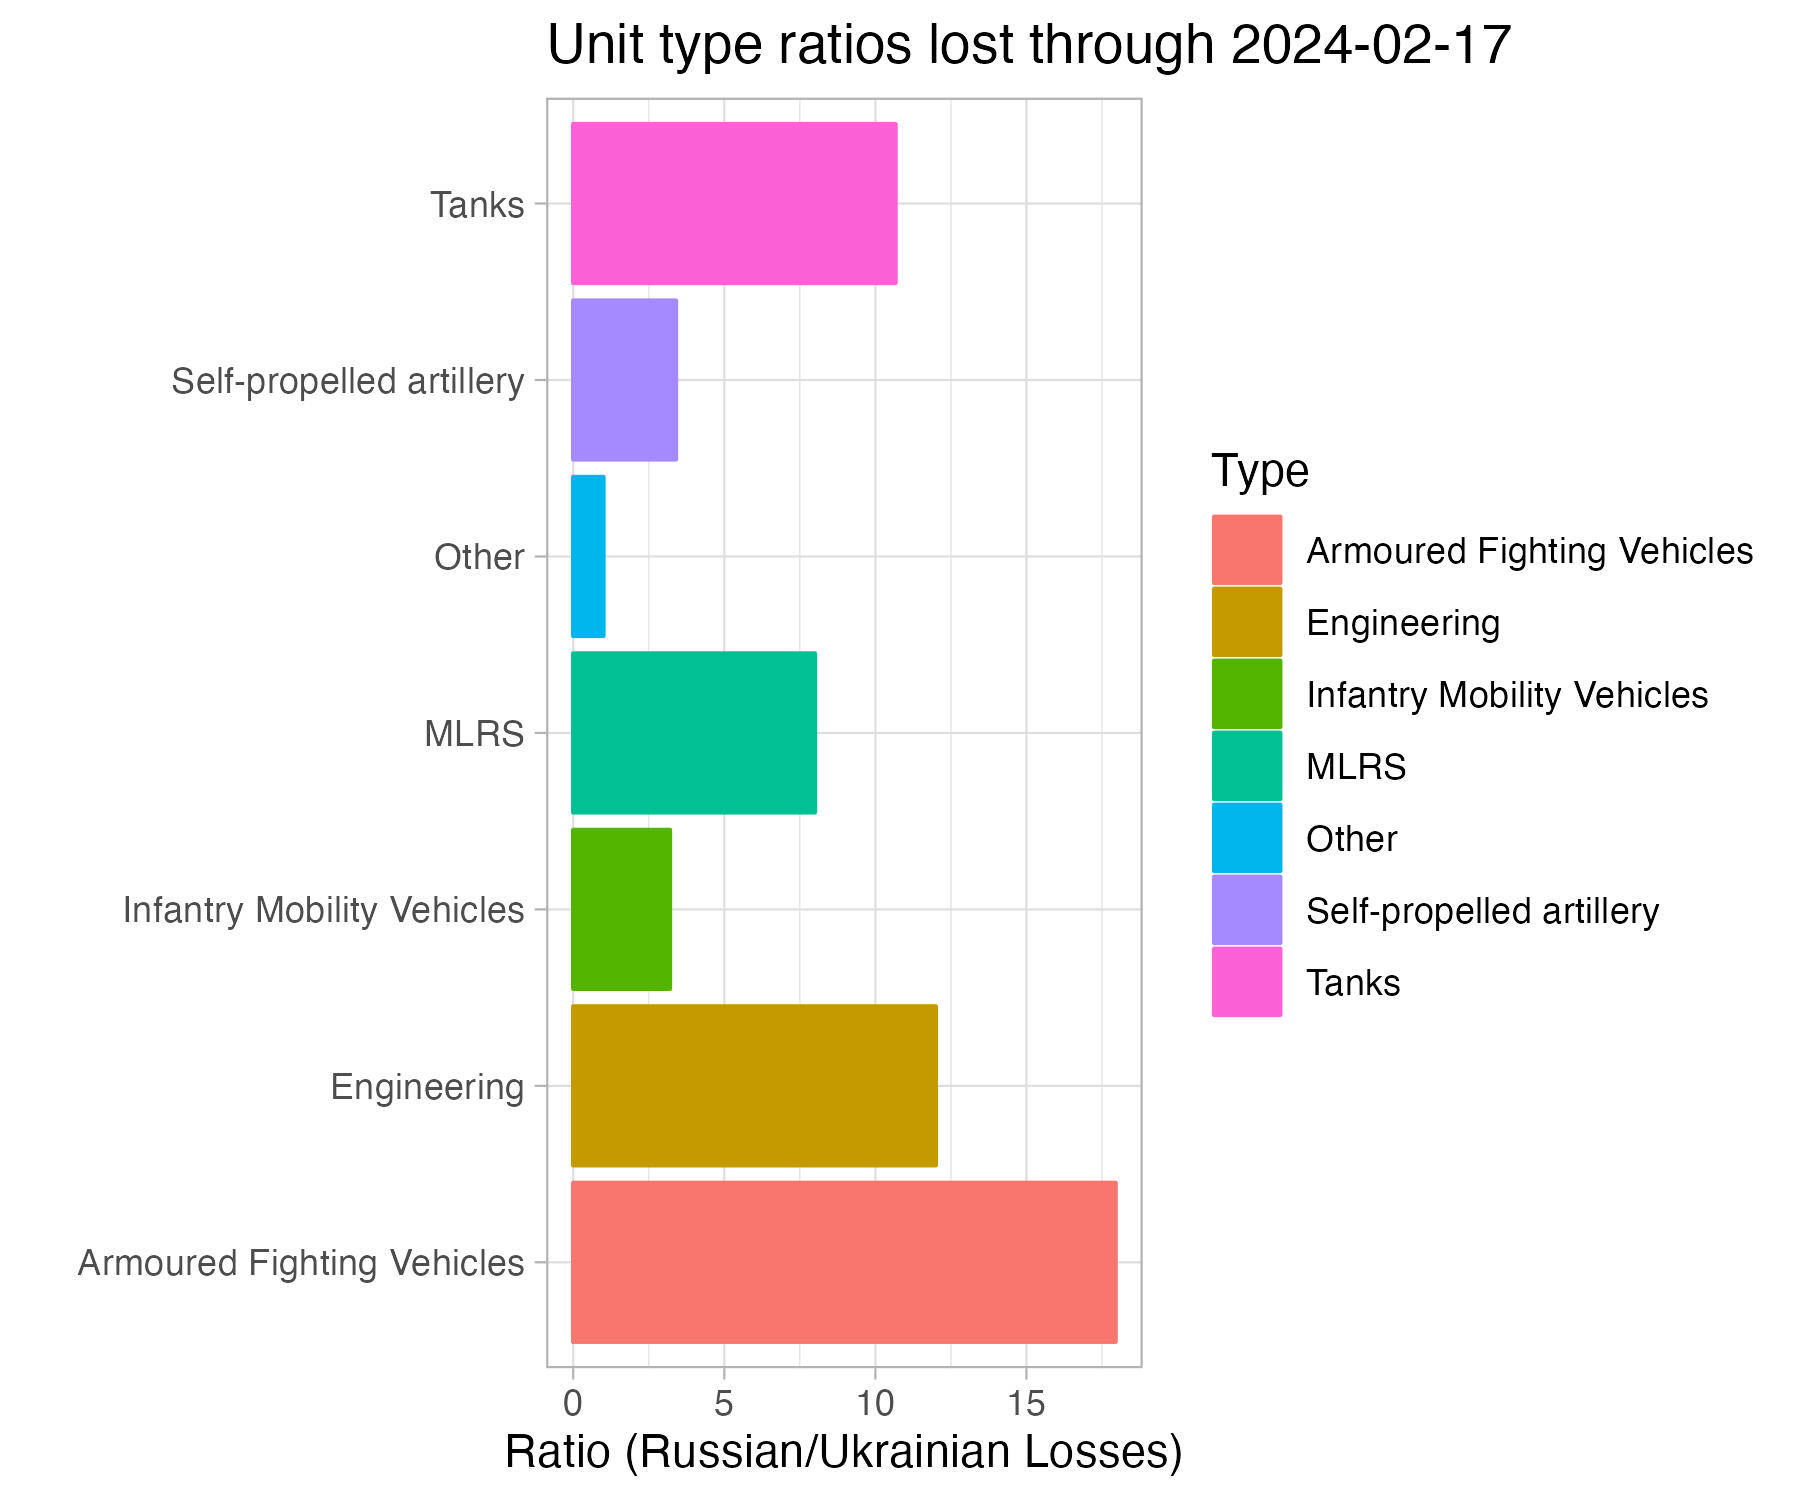 Unit type ratios lost through 2024-02-17
Tanks
Self-propelled artillery
Other
MLRS
Infantry Mobility Vehicles
Engineering
Armoured Fighting Vehicles
0 5 10 15
Ratio (Russian/Ukrainian Losses)
Type
Armoured Fighting Vehicles
Engineering
Infantry Mobility Vehicles
MLRS
Other
Self-propelled artillery
Tanks